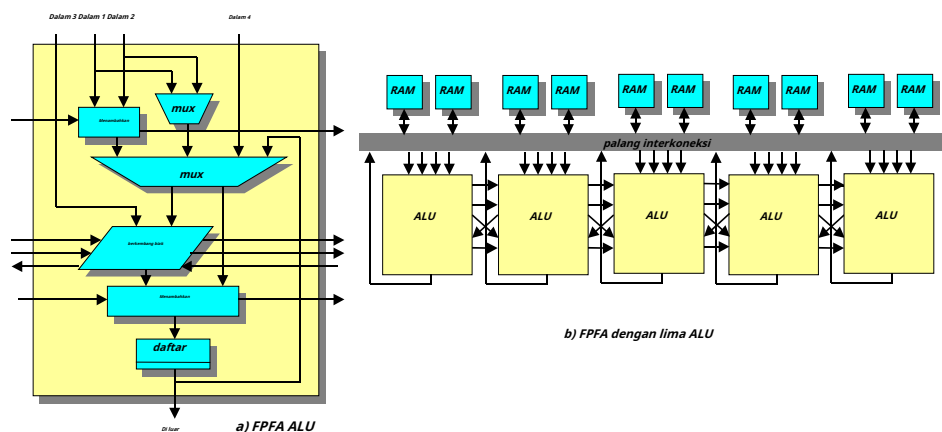 Dalam 3 Dalam 1 Dalam 2
Dalam 4
mux
Menambahkan
mux
berkembang biak
Menambahkan
daftar
Di luar
a) FPFA ALU
RAM RAM RAM RAM RAM RAM RAM RAM RAM RAM
palang interkoneksi
ALU ALU ALU ALU ALU
b) FPFA dengan lima ALU